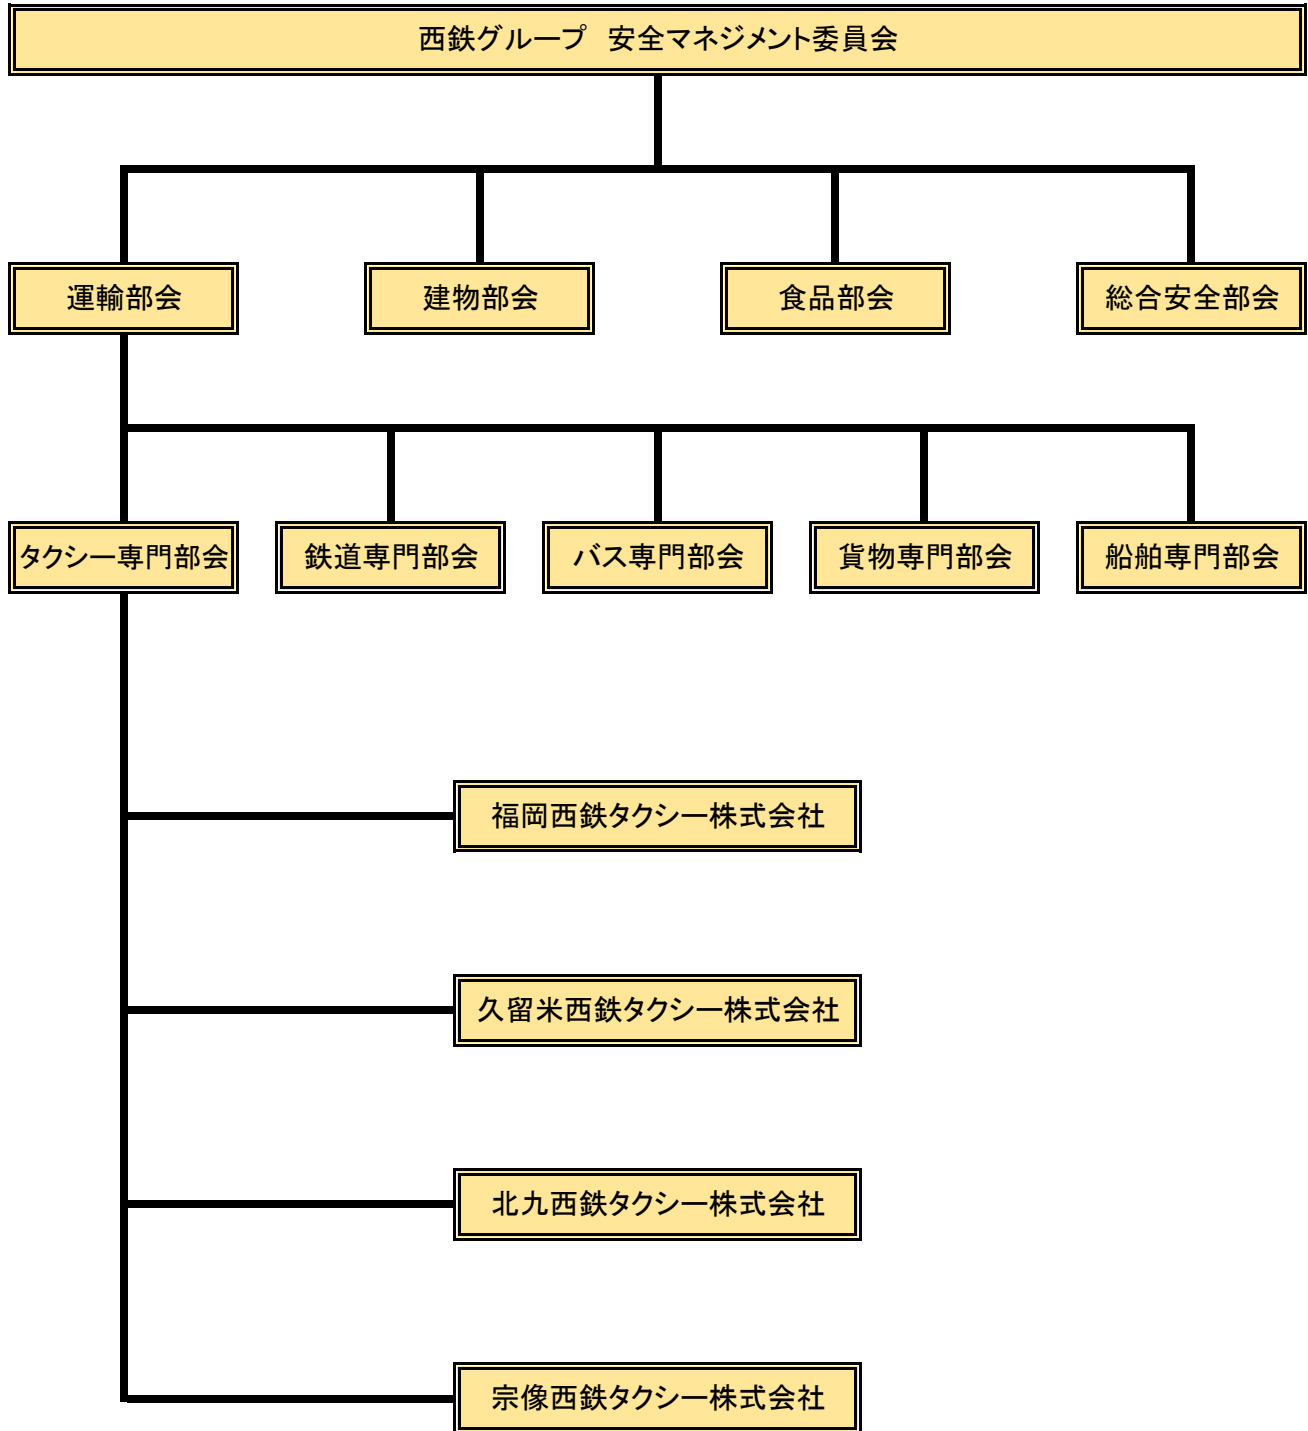 西鉄グループ　安全マネジメント委員会
運輸部会
建物部会
食品部会
総合安全部会
タクシー専門部会
鉄道専門部会
バス専門部会
貨物専門部会
船舶専門部会
福岡西鉄タクシー株式会社
久留米西鉄タクシー株式会社
北九西鉄タクシー株式会社
宗像西鉄タクシー株式会社